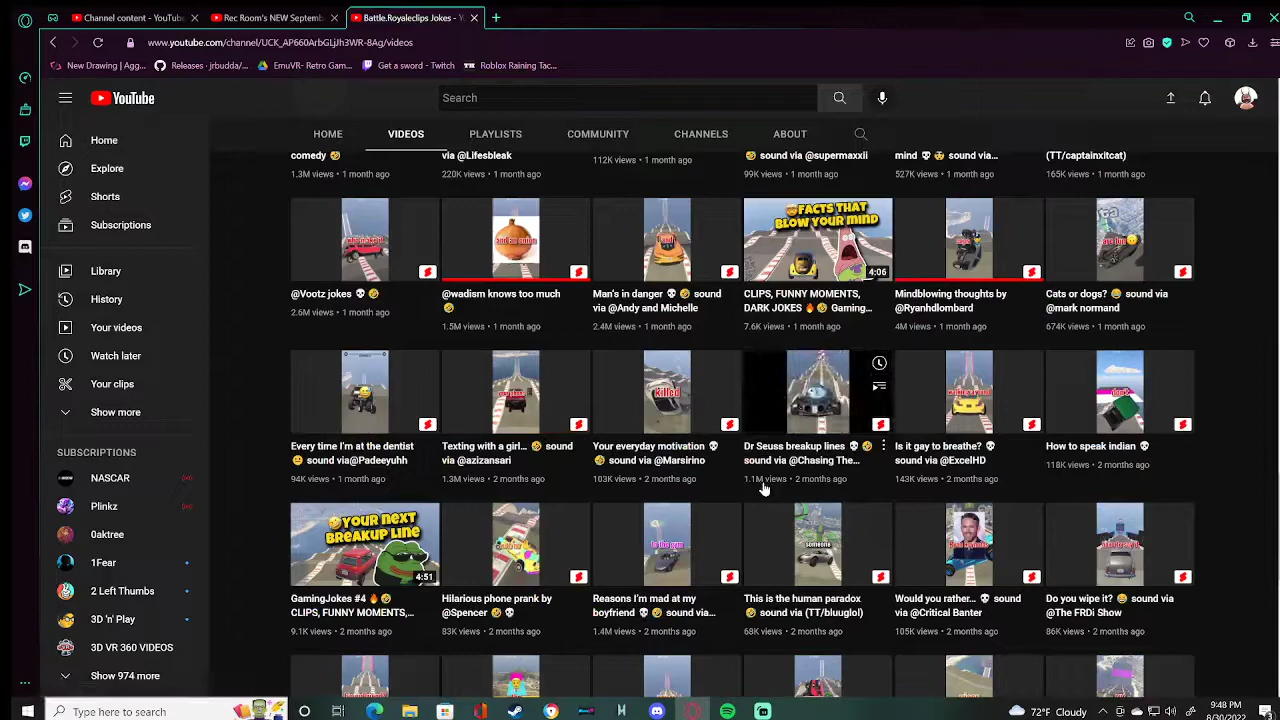 Channel content - YouTube
Rec Room's NEW Septemb
Battle.Royaleclips Jokes - Y
www.youtube.com/channel/UCK_AP660ArbGLjJh3WR-8Ag/videos
New Drawing | Agg...
Releases · jrbudda/...
EmuVR- Retro Gam...
Get a sword - Twitch
Roblox Raining Tac...
YouTube
Search
HOME
VIDEOS
PLAYLISTS
COMMUNITY
CHANNELS
ABOUT
Home
Explore
Shorts
Subscriptions
Library
History
Your videos
Watch later
Your clips
Show more
SUBSCRIPTIONS
NASCAR
Plinkz
0aktree
1Fear
2 Left Thumbs
3D 'n' Play
3D VR 360 VIDEOS
Show 974 more
comedy 🤣
1.3M views • 1 month ago
via @Lifesbleak
220K views • 1 month ago
112K views • 1 month ago
🤣 sound via @supermaxxii
99K views • 1 month ago
mind 💀 🤯 sound via...
527K views • 1 month ago
(TT/captainxitcat)
165K views • 1 month ago
and an onion
FACTS THAT
BLOW YOUR MIND
4:06
@Vootz jokes 💀 🤣
2.6M views • 1 month ago
@wadism knows too much
🤣
1.5M views • 1 month ago
Man's in danger 💀 🤣 sound
via @Andy and Michelle
2.4M views • 1 month ago
CLIPS, FUNNY MOMENTS,
DARK JOKES 🔥 🤣 Gaming...
7.6K views • 1 month ago
Mindblowing thoughts by
@Ryanhdlombard
4M views • 1 month ago
are fun
Cats or dogs? 😂 sound via
@mark normand
674K views • 1 month ago
Every time I'm at the dentist
😐 sound via@Padeeyuhh
94K views • 1 month ago
Texting with a girl... 🤣 sound
via @azizansari
1.3M views • 2 months ago
killed
Your everyday motivation 💀
🤣 sound via @Marsirino
103K views • 2 months ago
Dr Seuss breakup lines 💀 🤣
sound via @Chasing The...
1.1M views • 2 months ago
Is it gay to breathe? 💀
sound via @ExcelHD
143K views • 2 months ago
don't
How to speak indian 💀
118K views • 2 months ago
YOUR NEXT
BREAKUP LINE
4:51
GamingJokes #4 🔥 🤣
CLIPS, FUNNY MOMENTS,...
9.1K views • 2 months ago
Hilarious phone prank by
@Spencer 🤣 💀
83K views • 2 months ago
to the gym
Reasons I'm mad at my
boyfriend 💀 🤣 sound via...
1.4M views • 2 months ago
someone
This is the human paradox
🤣 sound via (TT/bluuglol)
68K views • 2 months ago
Ryan Reynolds
Would you rather... 💀 sound
via @Critical Banter
105K views • 2 months ago
Do you wipe it? 😂 sound via
@The FRDi Show
86K views • 2 months ago
Type here to search
72°F Cloudy
9:48 PM